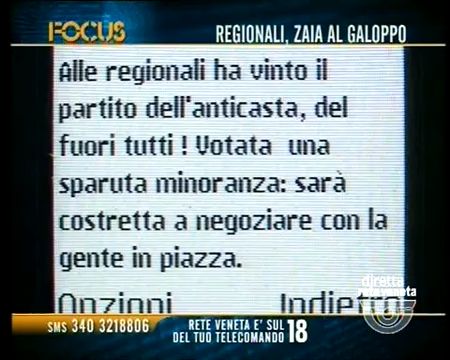 FOCUS
REGIONALI, ZAIA AL GALOPPO
Alle regionali ha vinto il
partito dell'anticasta, del
fuori tutti ! Votata  una
sparuta minoranza: sarà
costretta a negoziare con la
gente in piazza.
Opzioni Indietro
diretta
rete veneta
SMS 340 3218806
RETE VENETA E' SUL
DEL TUO TELECOMANDO 18